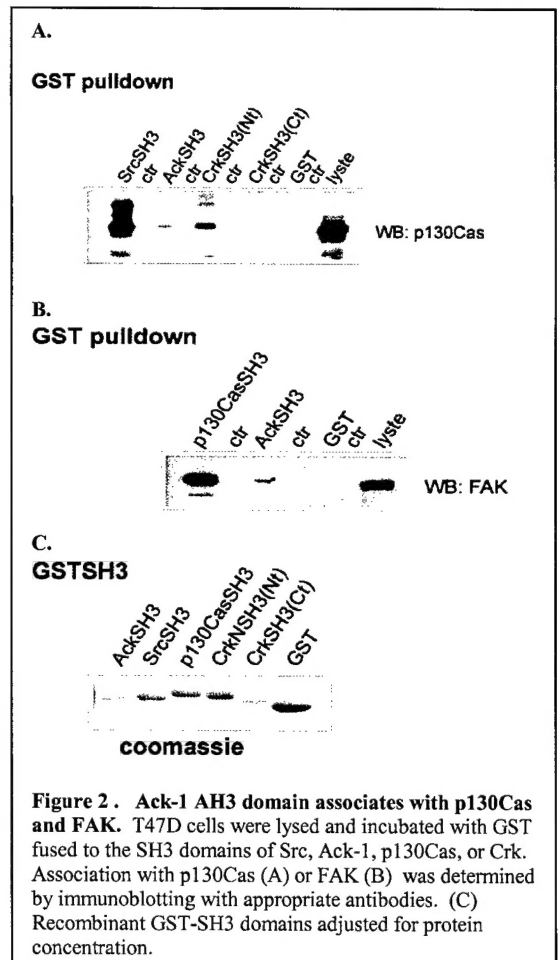 A.
GST pulldown
SrcSH3 ctr AckSH3 ctr CrkSH3(Nt) ctr CrkSH3(Ct) ctr GST ctr lyste
WB: p130Cas
B.
GST pulldown
p130CasSH3 ctr AckSH3 ctr GST ctr lyste
WB: FAK
C.
GSTSH3
AckSH3 SrcSH3 p130CasSH3 CrkNSH3(Nt) CrkSH3(Ct) GST
coomassie
Figure 2 . Ack-1 AH3 domain associates with p130Cas
and FAK. T47D cells were lysed and incubated with GST
fused to the SH3 domains of Src, Ack-1, p130Cas, or Crk.
Association with p130Cas (A) or FAK (B) was determined
by immunoblotting with appropriate antibodies. (C)
Recombinant GST-SH3 domains adjusted for protein
concentration.